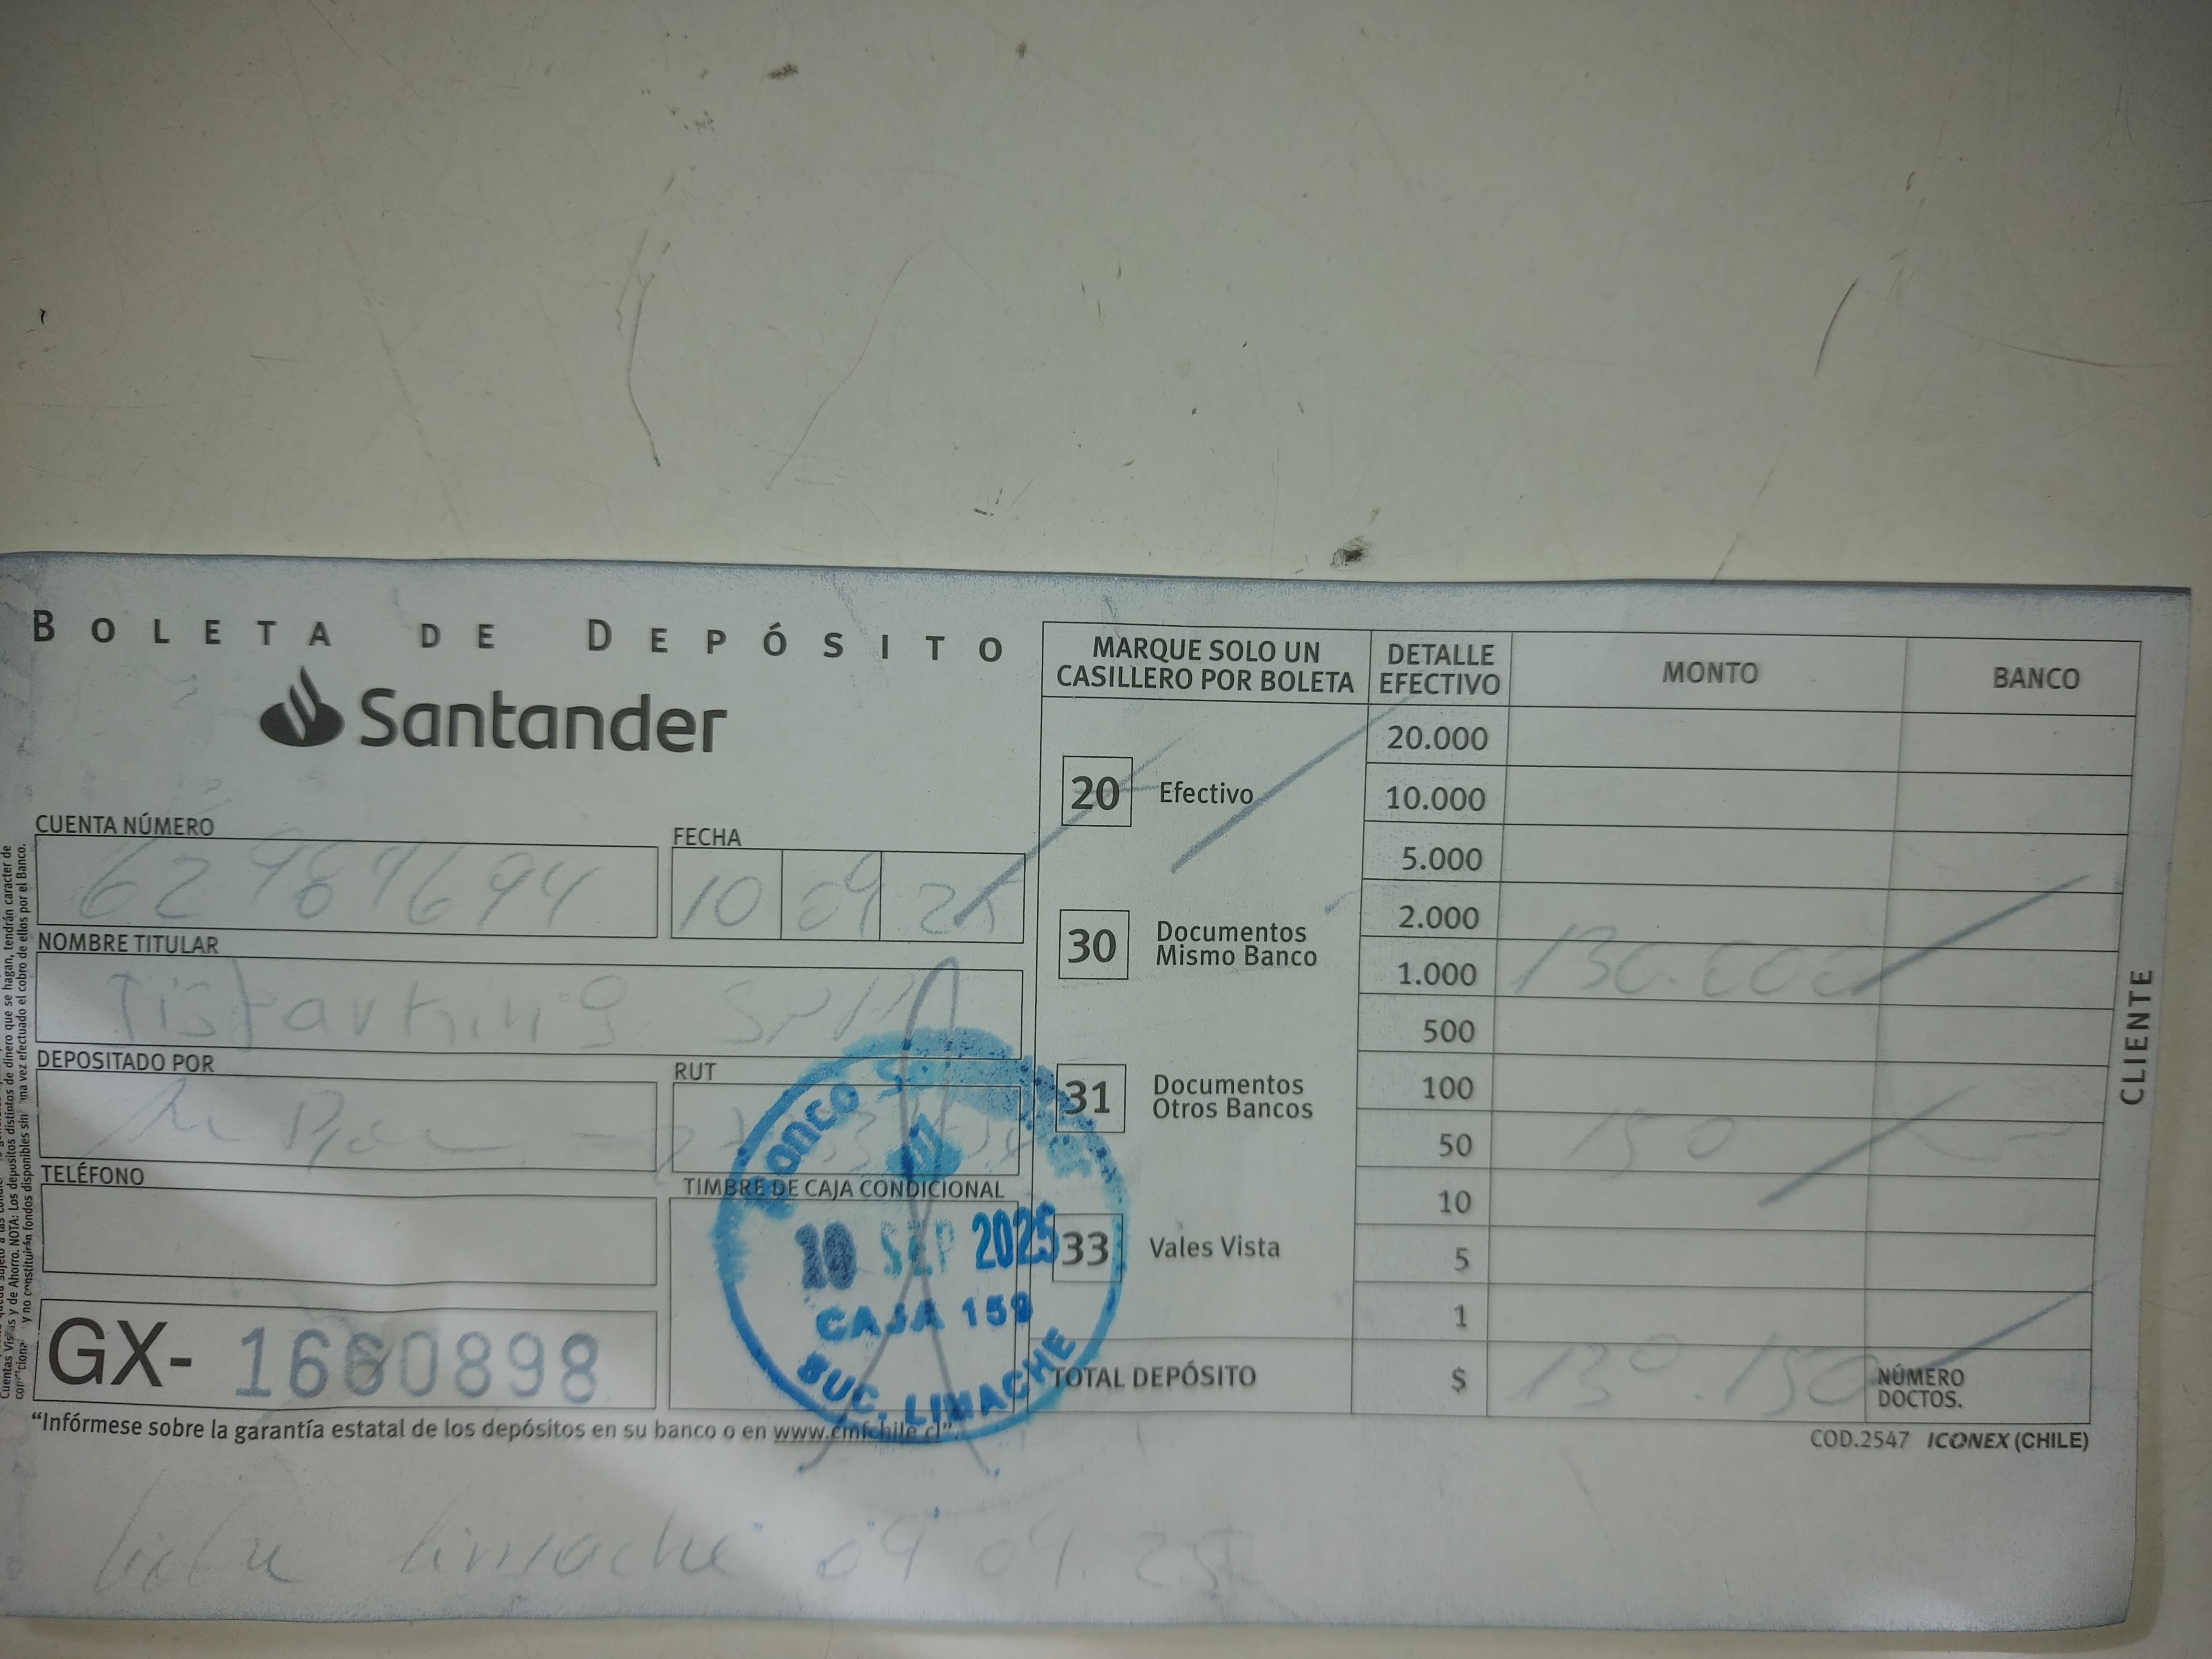 BOLETA DE DEPÓSITO
Santander
CUENTA NÚMERO
62989694
FECHA
10 09 25
NOMBRE TITULAR
Tisparking SPA
DEPOSITADO POR
RUT
TELÉFONO
TIMBRE DE CAJA CONDICIONAL
BANCO
10 SEP 2025
CAJA 159
SUC. LIMACHE
GX- 1660898
"Infórmese sobre la garantía estatal de los depósitos en su banco o en www.cmfchile.cl"
MARQUE SOLO UN
CASILLERO POR BOLETA
20 Efectivo
30 Documentos
Mismo Banco
31 Documentos
Otros Bancos
33 Vales Vista
DETALLE
EFECTIVO
MONTO
BANCO
20.000
10.000
5.000
2.000
1.000 130.000
500
100
50 150
10
5
1
TOTAL DEPÓSITO $ 130.150
NÚMERO
DOCTOS.
CLIENTE
COD.2547 ICONEX (CHILE)
limache 09 09. 25